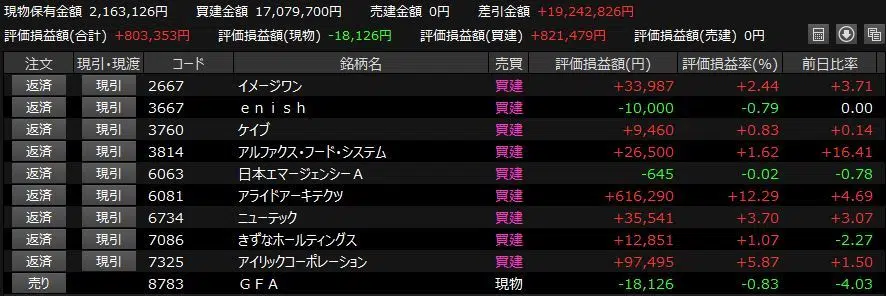 現物保有金額 2,163,126円 買建金額 17,079,700円 売建金額 0円 差引金額 +19,242,826円
評価損益額(合計) +803,353円 評価損益額(現物) -18,126円 評価損益額(買建) +821,479円 評価損益額(売建) 0円
注文 現引・現渡 コード 銘柄名 売買 評価損益額(円) 評価損益率(%) 前日比率
返済 現引 2667 イメージワン 買建 +33,987 +2.44 +3.71
返済 現引 3667 ｅｎｉｓｈ 買建 -10,000 -0.79 0.00
返済 現引 3760 ケイブ 買建 +9,460 +0.83 +0.14
返済 現引 3814 アルファクス・フード・システム 買建 +26,500 +1.62 +16.41
返済 現引 6063 日本エマージェンシーＡ 買建 -645 -0.02 -0.78
返済 現引 6081 アライドアーキテクツ 買建 +616,290 +12.29 +4.69
返済 現引 6734 ニューテック 買建 +35,541 +3.70 +3.07
返済 現引 7086 きずなホールディングス 買建 +12,851 +1.07 -2.27
返済 現引 7325 アイリックコーポレーション 買建 +97,495 +5.87 +1.50
売り 8783 ＧＦＡ 現物 -18,126 -0.83 -4.03